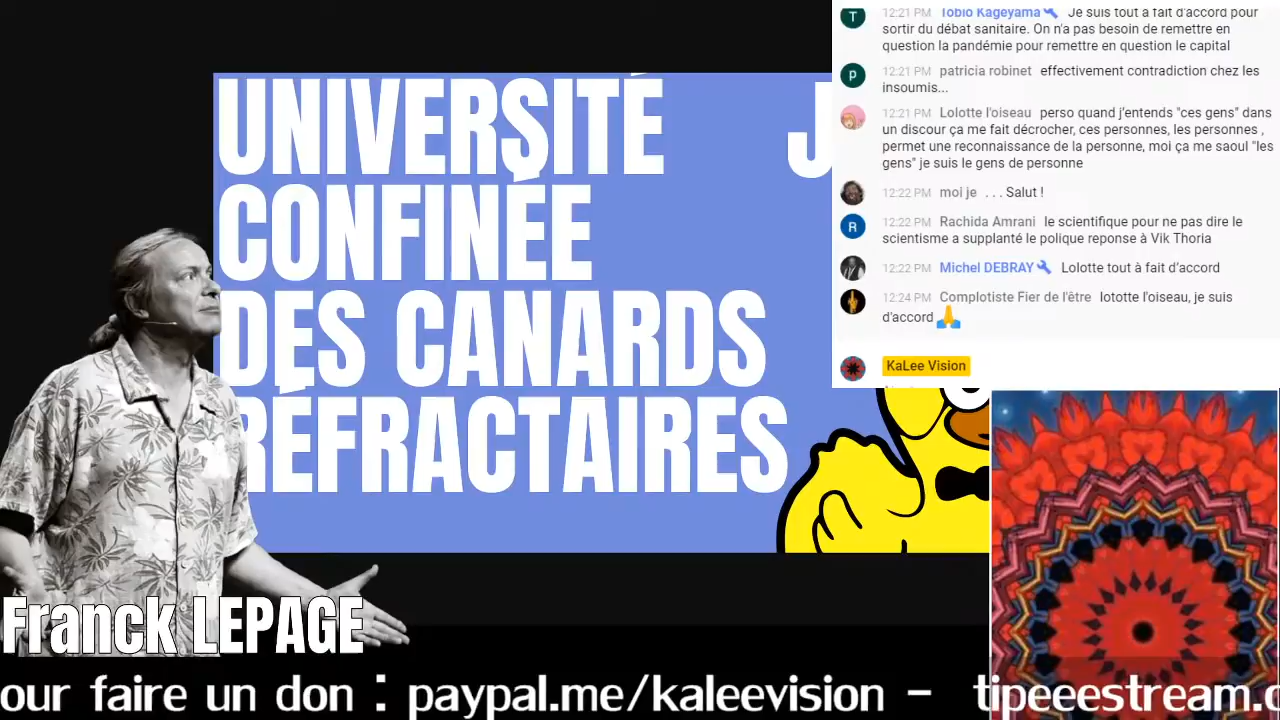 UNIVERSITÉ
CONFINÉE
DES CANARDS
RÉFRACTAIRES
J
T 12:21 PM Tobio Kageyama Je suis tout à fait d'accord pour
sortir du débat sanitaire. On n'a pas besoin de remettre en
question la pandémie pour remettre en question le capital
p 12:21 PM patricia robinet effectivement contradiction chez les
insoumis...
12:21 PM Lolotte l'oiseau perso quand j'entends "ces gens" dans
un discour ça me fait décrocher, ces personnes, les personnes ,
permet une reconnaissance de la personne, moi ça me saoul "les
gens" je suis le gens de personne
12:22 PM moi je . . . Salut !
R 12:22 PM Rachida Amrani le scientifique pour ne pas dire le
scientisme a supplanté le polique reponse à Vik Thoria
12:22 PM Michel DEBRAY Lolotte tout à fait d'accord
12:24 PM Complotiste Fier de l'être lototte l'oiseau, je suis
d'accord 🙏
KaLee Vision
Franck LEPAGE
our faire un don : paypal.me/kaleevision - tipeeestream.c